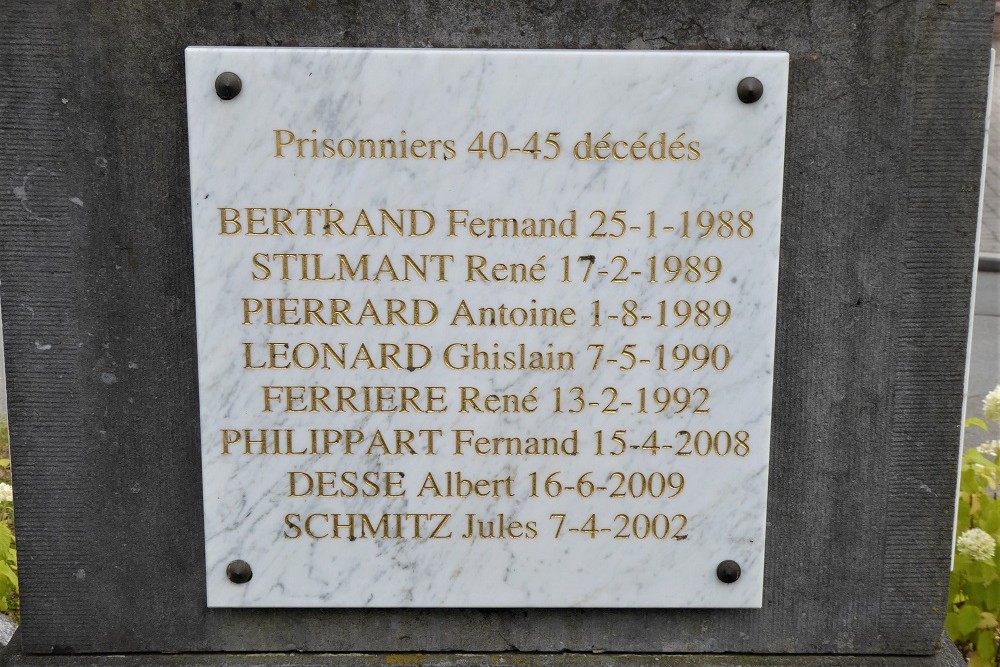 Prisonniers 40-45 décédés
BERTRAND Fernand 25-1-1988
STILMANT René 17-2-1989
PIERRARD Antoine 1-8-1989
LEONARD Ghislain 7-5-1990
FERRIERE René 13-2-1992
PHILIPPART Fernand 15-4-2008
DESSE Albert 16-6-2009
SCHMITZ Jules 7-4-2002